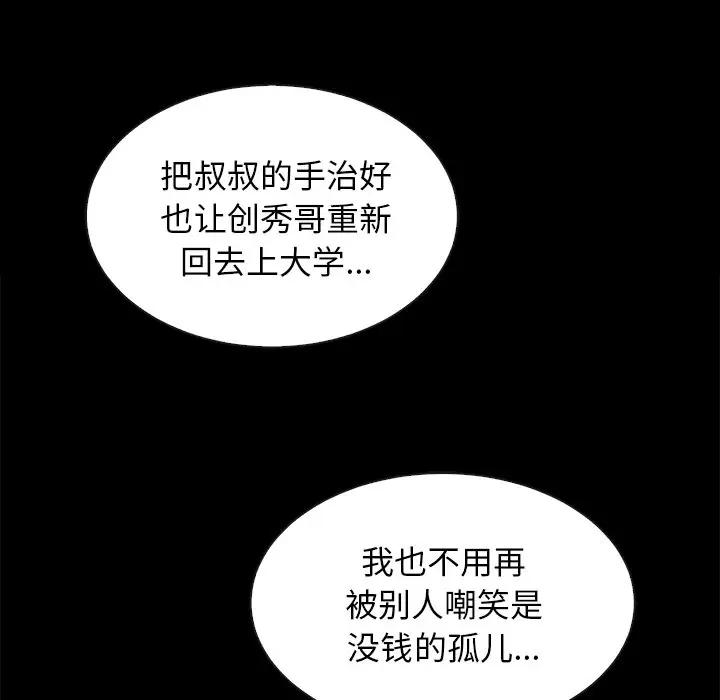 把叔叔的手治好
也让创秀哥重新
回去上大学...
我也不用再
被别人嘲笑是
没钱的孤儿...